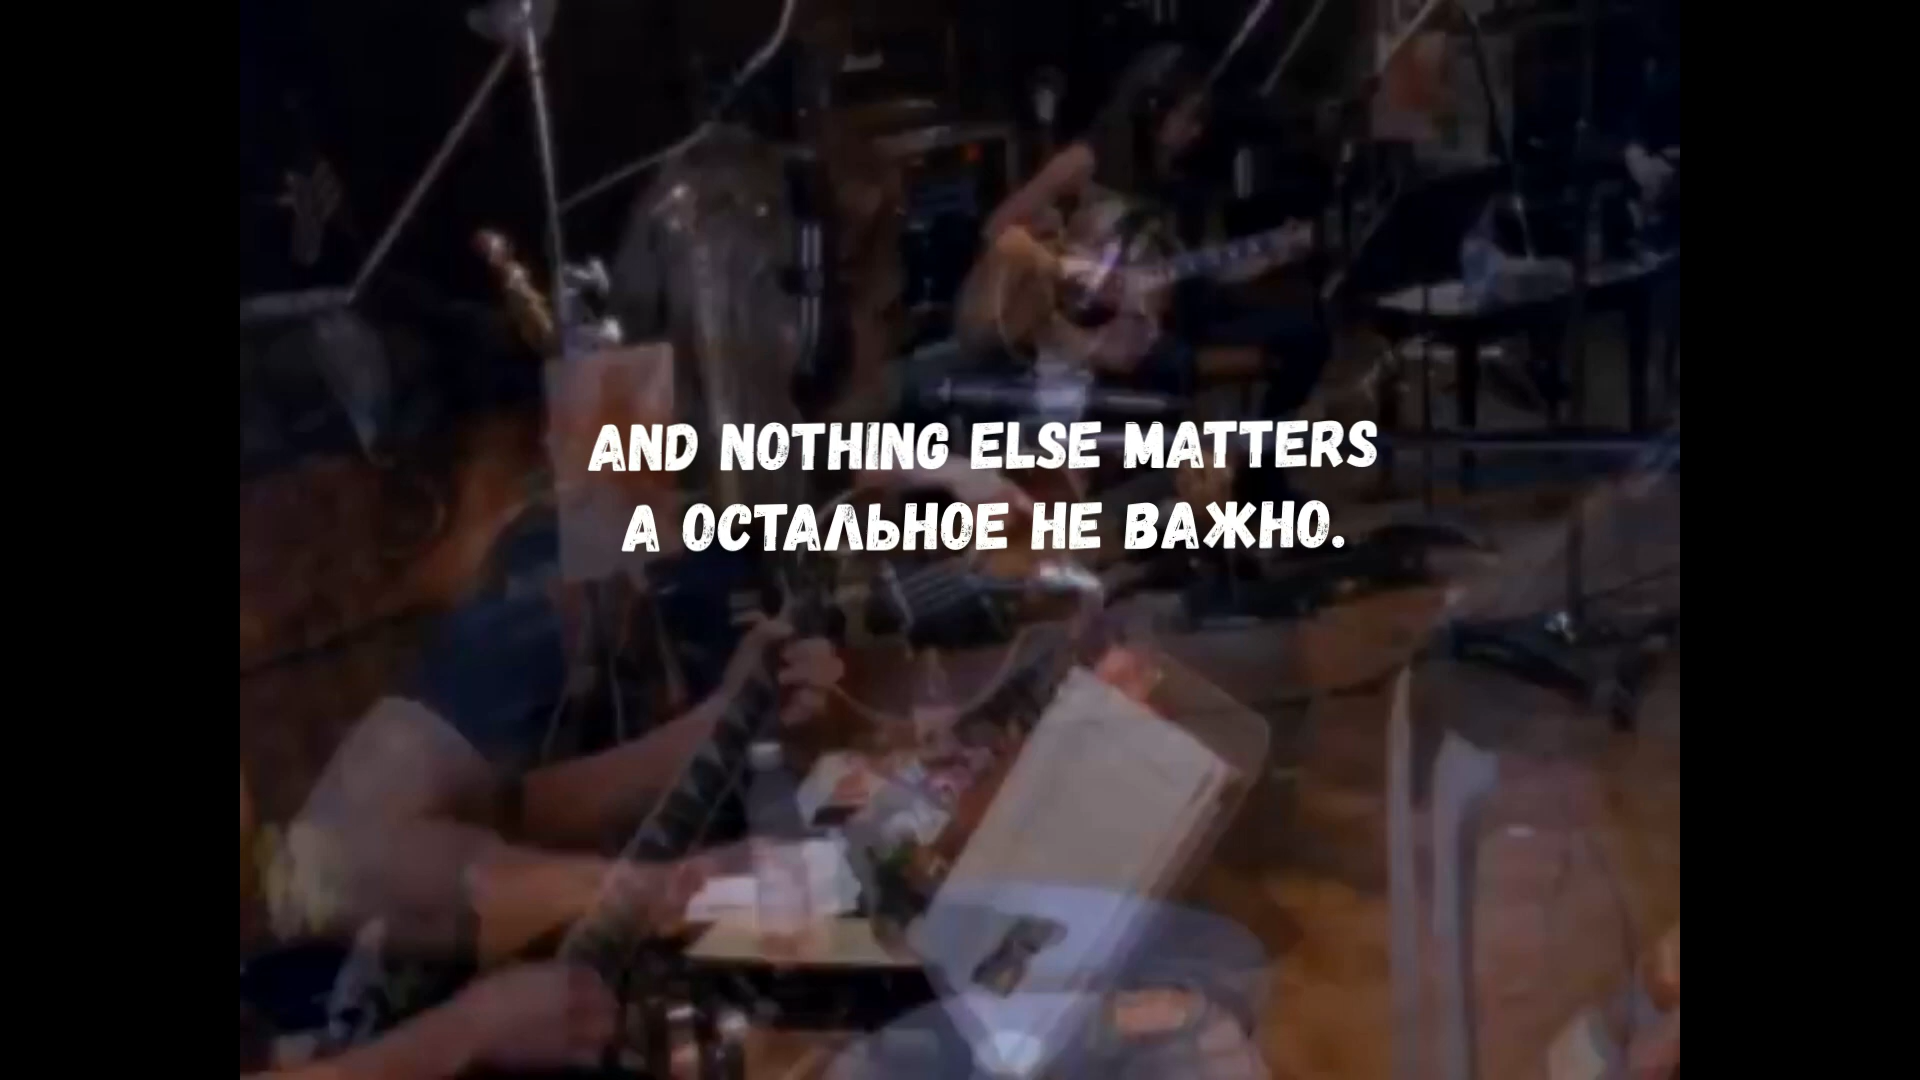 AND NOTHING ELSE MATTERS
А ОСТАЛЬНОЕ НЕ ВАЖНО.